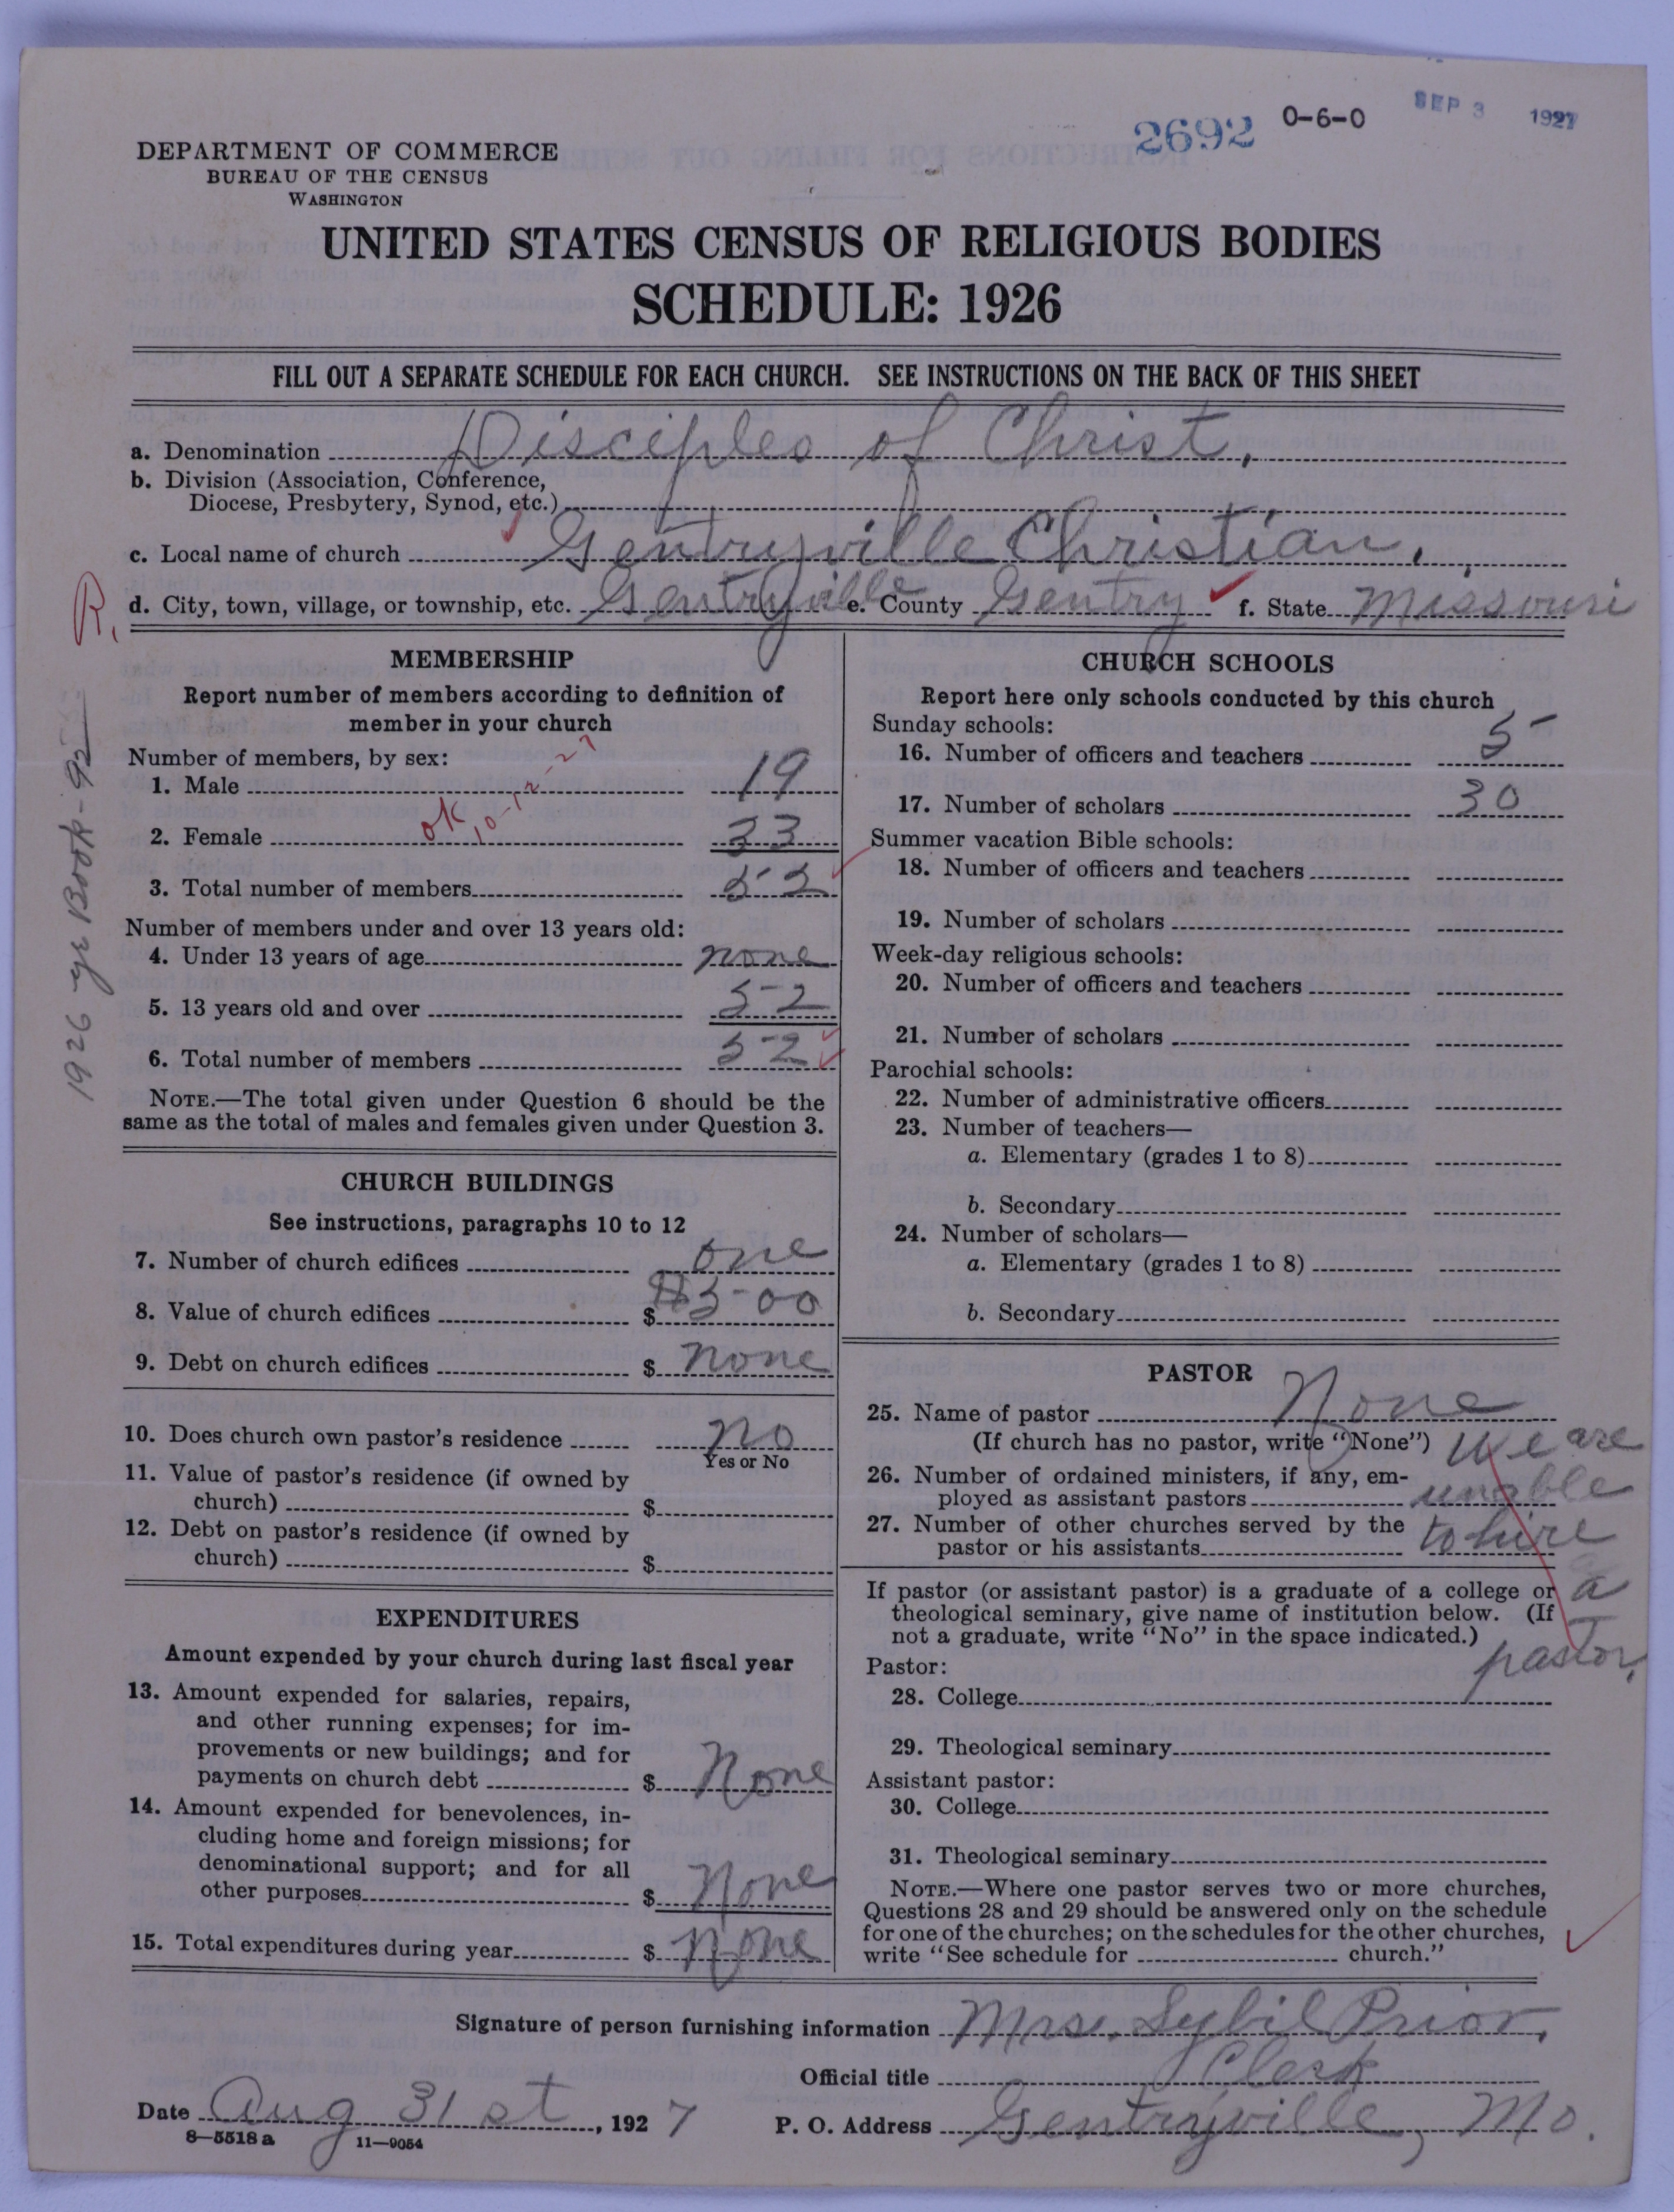 2692 0-6-0 SEP 3 1927
DEPARTMENT OF COMMERCE
BUREAU OF THE CENSUS
WASHINGTON
UNITED STATES CENSUS OF RELIGIOUS BODIES
SCHEDULE: 1926
FILL OUT A SEPARATE SCHEDULE FOR EACH CHURCH. SEE INSTRUCTIONS ON THE BACK OF THIS SHEET
a. Denomination Disciples of Christ.
b. Division (Association, Conference,
Diocese, Presbytery, Synod, etc.)
c. Local name of church Gentryville Christian.
R. d. City, town, village, or township, etc. Gentryville e. County Gentry f. State Missouri
1926 yr Book - 92
MEMBERSHIP
Report number of members according to definition of
member in your church
Number of members, by sex:
1. Male 19
ok 10-12-27
2. Female 33
3. Total number of members 52
Number of members under and over 13 years old:
4. Under 13 years of age none
5. 13 years old and over 52
6. Total number of members 52
NOTE.—The total given under Question 6 should be the
same as the total of males and females given under Question 3.
CHURCH BUILDINGS
See instructions, paragraphs 10 to 12
7. Number of church edifices one
8. Value of church edifices $ $500
9. Debt on church edifices $ none
10. Does church own pastor's residence no
Yes or No
11. Value of pastor's residence (if owned by
church) $
12. Debt on pastor's residence (if owned by
church) $
EXPENDITURES
Amount expended by your church during last fiscal year
13. Amount expended for salaries, repairs,
and other running expenses; for im-
provements or new buildings; and for
payments on church debt $ None
14. Amount expended for benevolences, in-
cluding home and foreign missions; for
denominational support; and for all
other purposes $ None
15. Total expenditures during year $ None
CHURCH SCHOOLS
Report here only schools conducted by this church
Sunday schools:
16. Number of officers and teachers 5
17. Number of scholars 30
Summer vacation Bible schools:
18. Number of officers and teachers
19. Number of scholars
Week-day religious schools:
20. Number of officers and teachers
21. Number of scholars
Parochial schools:
22. Number of administrative officers
23. Number of teachers—
a. Elementary (grades 1 to 8)
b. Secondary
24. Number of scholars—
a. Elementary (grades 1 to 8)
b. Secondary
PASTOR
25. Name of pastor None
(If church has no pastor, write "None") We are
26. Number of ordained ministers, if any, em-
ployed as assistant pastors unable
27. Number of other churches served by the
pastor or his assistants to hire
If pastor (or assistant pastor) is a graduate of a college or a
theological seminary, give name of institution below. (If
not a graduate, write "No" in the space indicated.)
Pastor: pastor.
28. College
29. Theological seminary
Assistant pastor:
30. College
31. Theological seminary
NOTE.—Where one pastor serves two or more churches,
Questions 28 and 29 should be answered only on the schedule
for one of the churches; on the schedules for the other churches,
write "See schedule for church."
Signature of person furnishing information Mrs. Sybil Prior,
Official title Clerk
Date Aug 31st, 1927 P. O. Address Gentryville, Mo.
8—5518a 11—9054